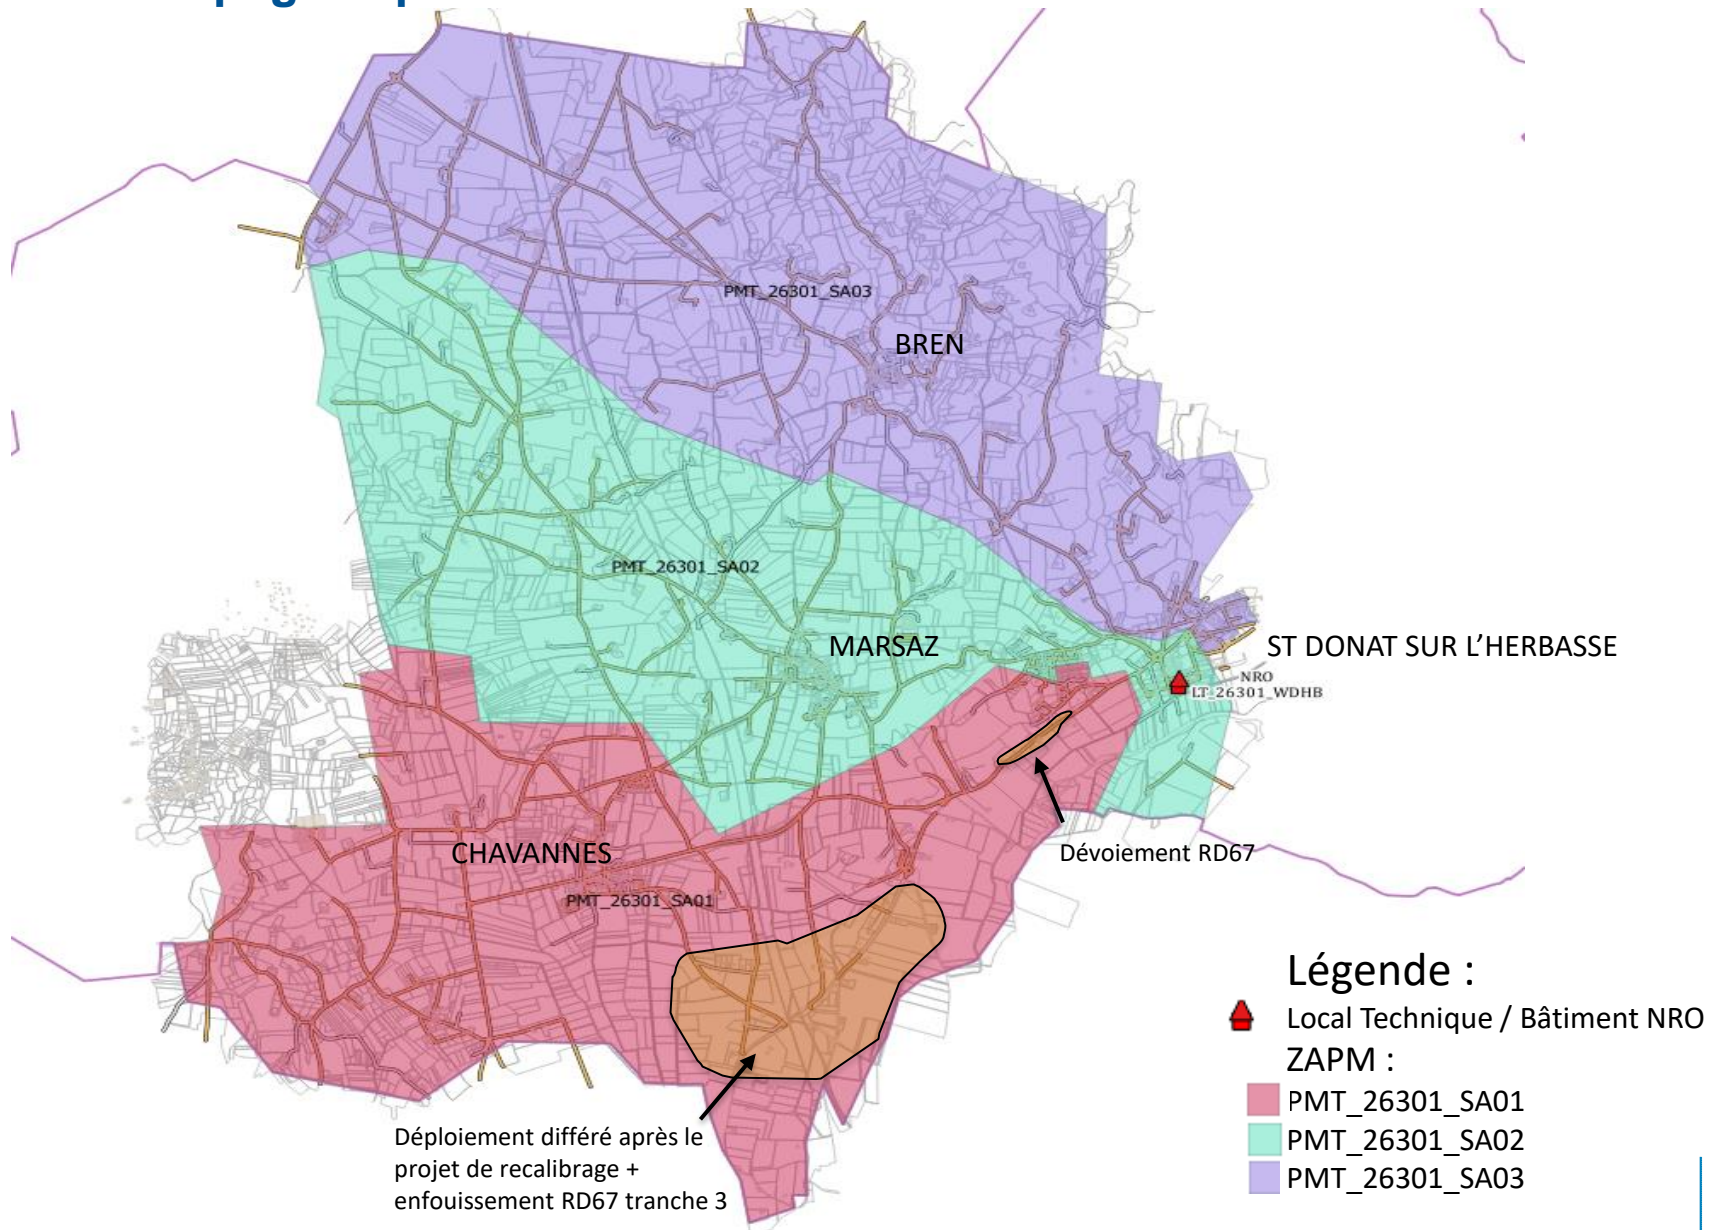 PMT_26301_SA03
BREN
PMT_26301_SA02
MARSAZ
ST DONAT SUR L’HERBASSE
NRO
LT_26301_WDHB
Dévoiement RD67
CHAVANNES
PMT_26301_SA01
Déploiement différé après le
projet de recalibrage +
enfouissement RD67 tranche 3
Légende :
Local Technique / Bâtiment NRO
ZAPM :
PMT_26301_SA01
PMT_26301_SA02
PMT_26301_SA03